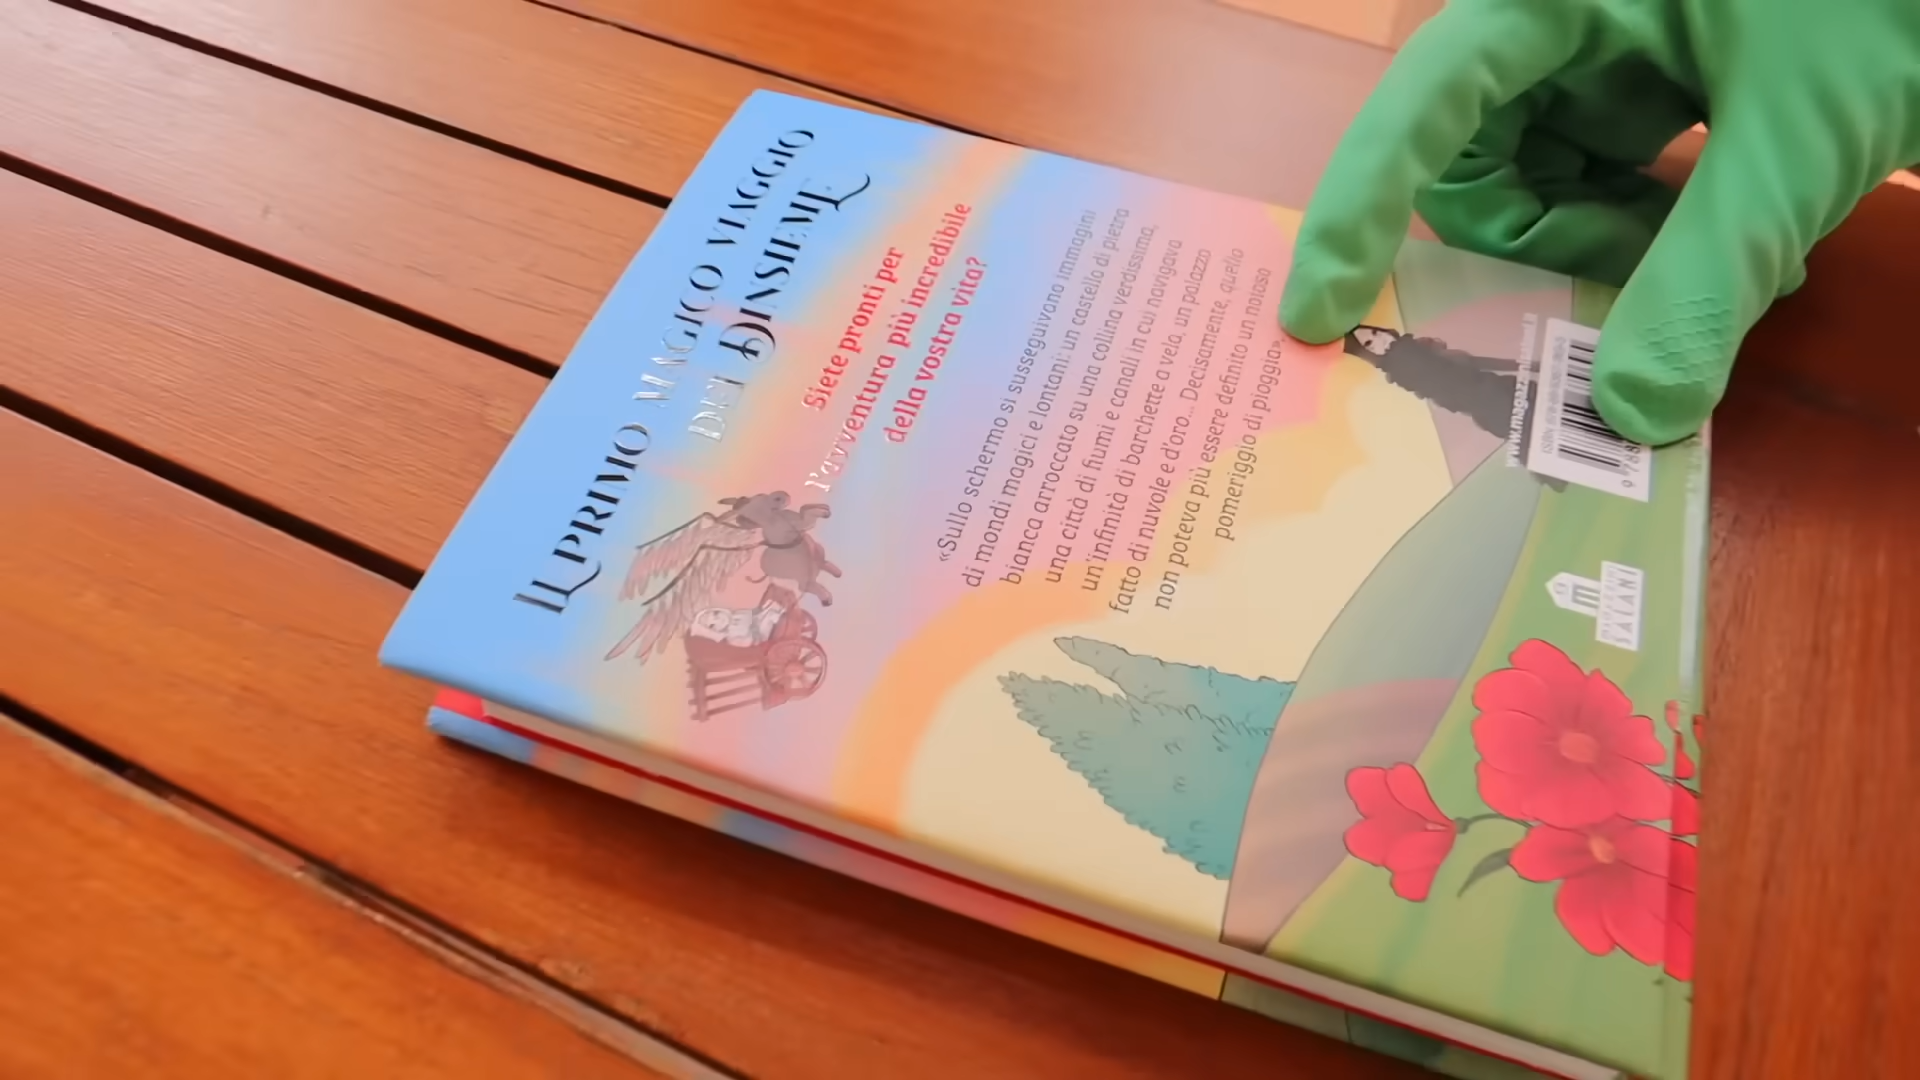 IL PRIMO MAGICO VIAGGIO
DEI DINSIEME
Siete pronti per
l'avventura più incredibile
della vostra vita?
«Sullo schermo si susseguivano immagini
di mondi magici e lontani: un castello di pietra
bianca arroccato su una collina verdissima,
una città di fiumi e canali in cui navigava
un'infinità di barchette a vela, un palazzo
fatto di nuvole e d'oro... Decisamente, quello
non poteva più essere definito un noioso
pomeriggio di pioggia».
SALANI